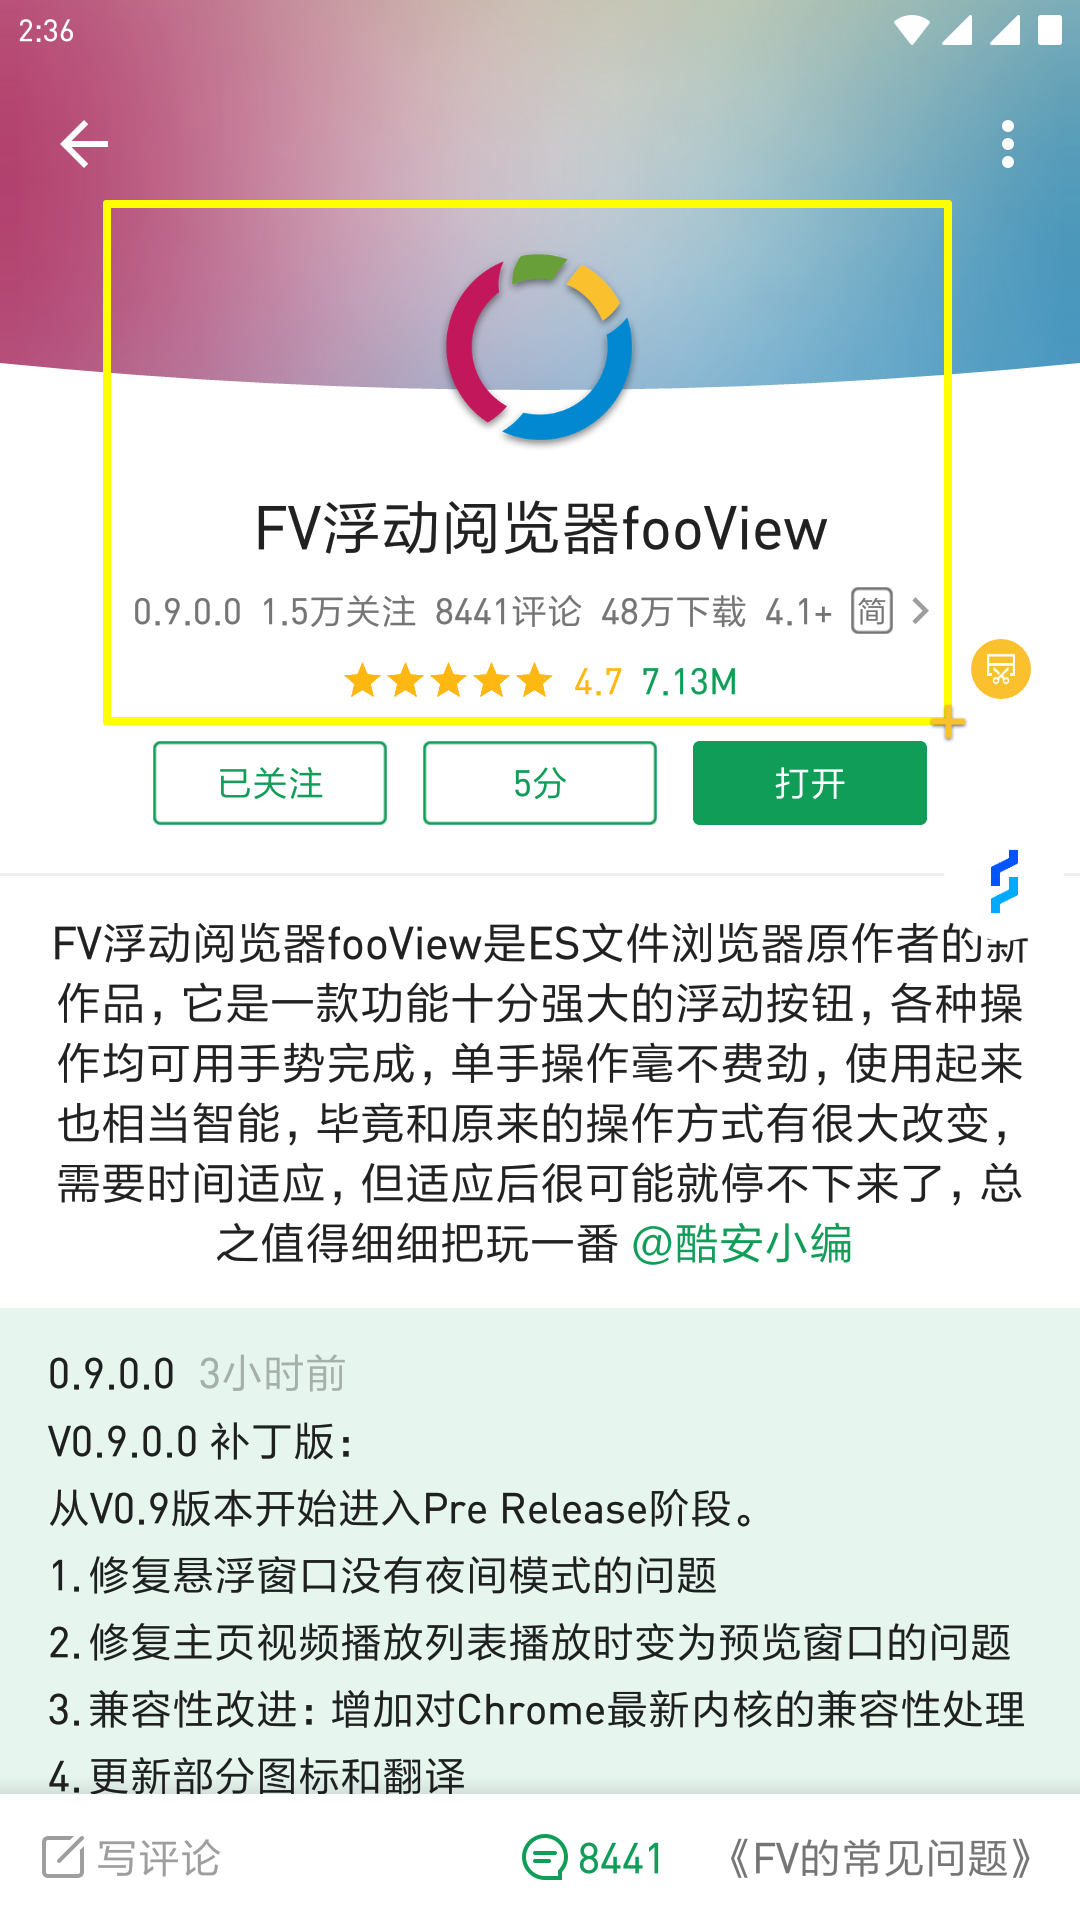 2:36
FV浮动阅览器fooView
0.9.0.0 1.5万关注 8441评论 48万下载 4.1+ 简
4.7 7.13M
已关注 5分 打开
FV浮动阅览器fooView是ES文件浏览器原作者的新
作品，它是一款功能十分强大的浮动按钮，各种操
作均可用手势完成，单手操作毫不费劲，使用起来
也相当智能，毕竟和原来的操作方式有很大改变，
需要时间适应，但适应后很可能就停不下来了，总
之值得细细把玩一番 @酷安小编
0.9.0.0 3小时前
V0.9.0.0 补丁版：
从V0.9版本开始进入Pre Release阶段。
1.修复悬浮窗口没有夜间模式的问题
2.修复主页视频播放列表播放时变为预览窗口的问题
3.兼容性改进：增加对Chrome最新内核的兼容性处理
4.更新部分图标和翻译
写评论 8441 《FV的常见问题》